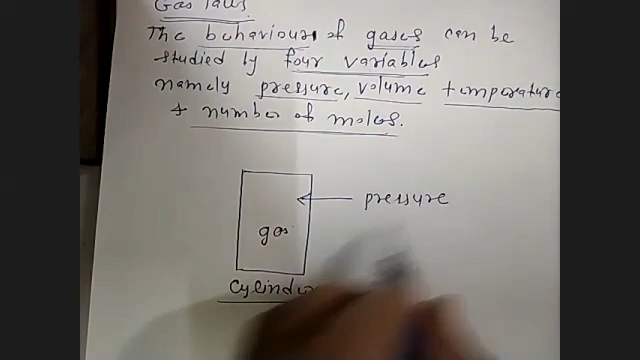 Gas laws
The behaviour of gases can be
studied by four variables
namely pressure, volume temperature
& number of moles.
pressure
gas
Cylinder